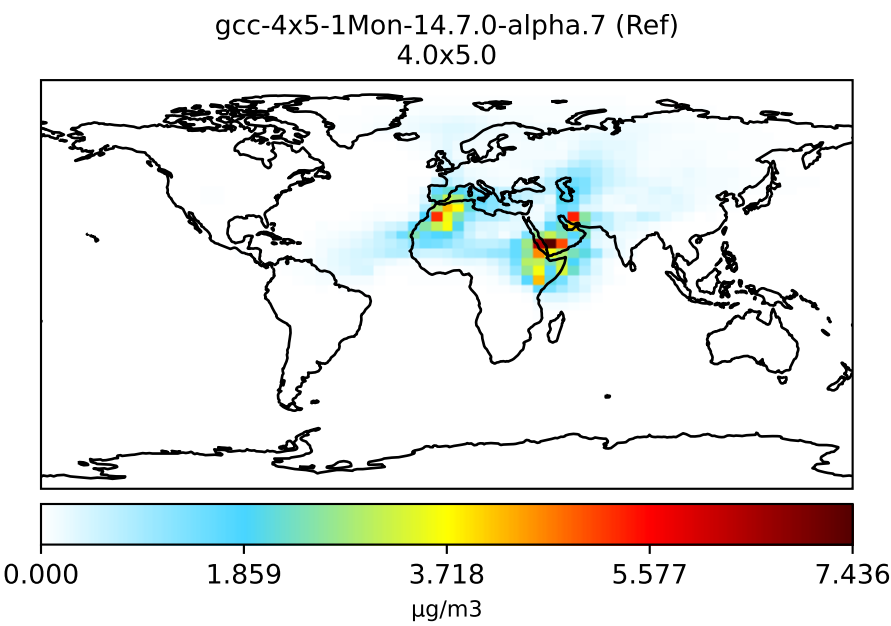 gcc-4x5-1Mon-14.7.0-alpha.7 (Ref)
4.0x5.0
0.000 1.859 3.718 5.577 7.436
μg/m3